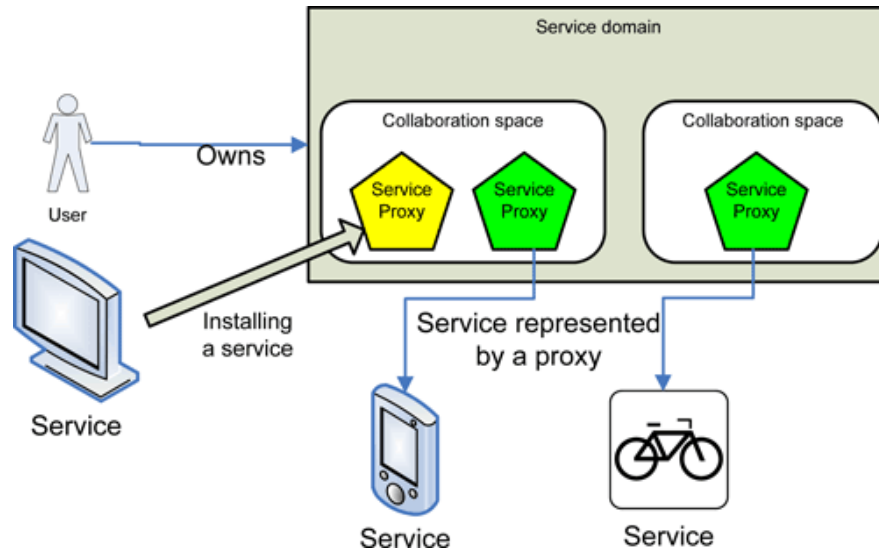 Service domain
Collaboration space
Collaboration space
Service
Proxy
Service
Proxy
Service
Proxy
Owns
User
Installing
a service
Service represented
by a proxy
Service
Service
Service